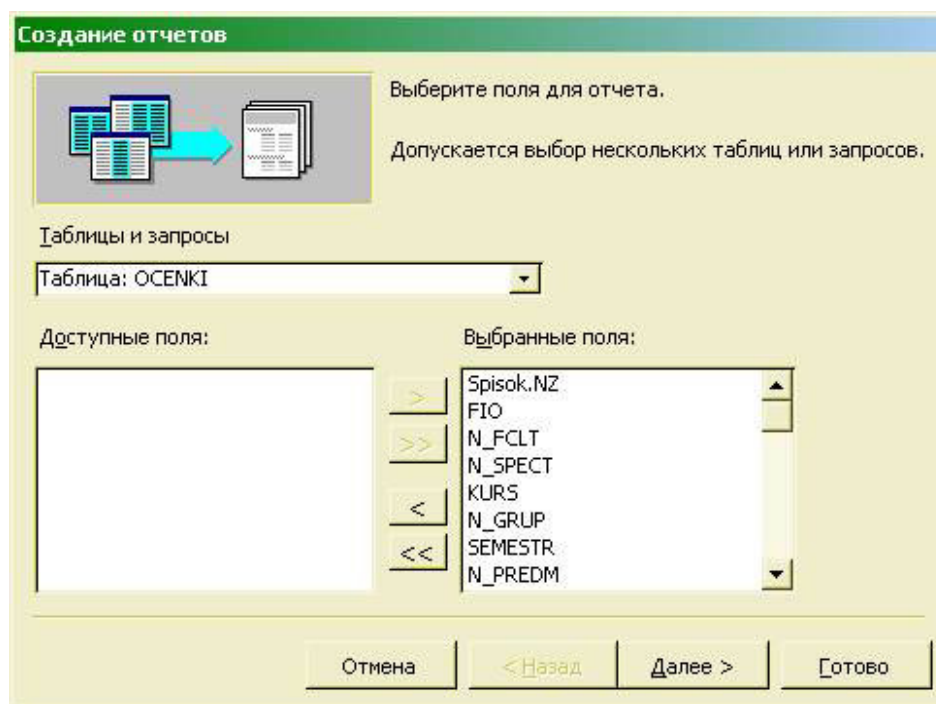 Создание отчетов
Выберите поля для отчета.
Допускается выбор нескольких таблиц или запросов.
Таблицы и запросы
Таблица: OCENKI
Доступные поля:
Выбранные поля:
>
>>
<
<<
Spisok.NZ
FIO
N_FCLT
N_SPECT
KURS
N_GRUP
SEMESTR
N_PREDM
Отмена
< Назад
Далее >
Готово